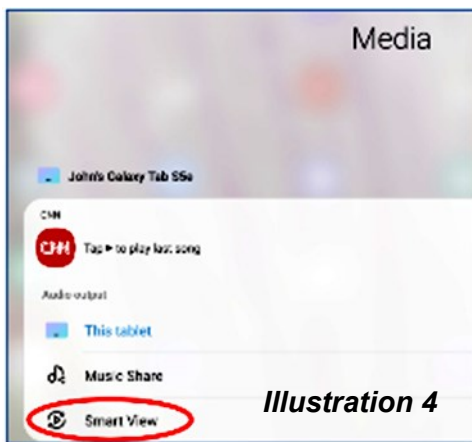 Media
John's Galaxy Tab S5e
CNN
CNN Tap ▶ to play last song
Audio output
This tablet
Music Share
Smart View
Illustration 4